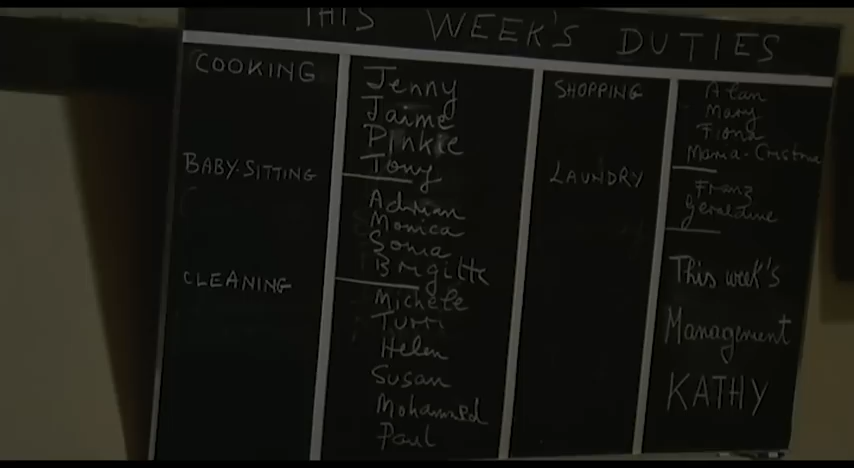 THIS WEEK'S DUTIES
COOKING
Jenny
Jaime
Pinkie
Tony
BABY-SITTING
Adrian
Monica
Sonia
Brigitte
CLEANING
Michele
Helen
Susan
Mohammed
Paul
SHOPPING
Alan
Mary
Fiona
Maria-Cristina
LAUNDRY
Franz
Geraldine
This week's
Management
KATHY